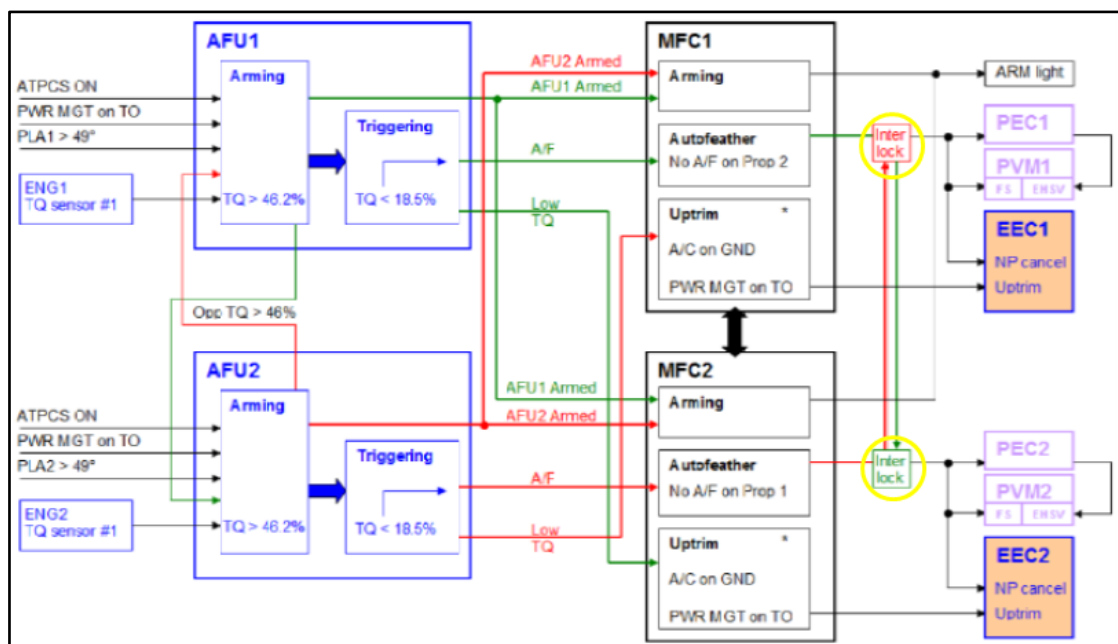 AFU1
Arming
ATPCS ON
PWR MGT on TO
PLA1 > 49°
ENG1
TQ sensor #1
TQ > 46.2%
Triggering
TQ < 18.5%
Opp TQ > 46%
AFU2
Arming
ATPCS ON
PWR MGT on TO
PLA2 > 49°
ENG2
TQ sensor #1
TQ > 46.2%
Triggering
TQ < 18.5%
AFU2 Armed
AFU1 Armed
A/F
Low
TQ
AFU1 Armed
AFU2 Armed
A/F
Low
TQ
MFC1
Arming
Autofeather
No A/F on Prop 2
Uptrim *
A/C on GND
PWR MGT on TO
MFC2
Arming
Autofeather
No A/F on Prop 1
Uptrim *
A/C on GND
PWR MGT on TO
Inter
lock
Inter
lock
ARM light
PEC1
PVM1
FS EHSV
EEC1
NP cancel
Uptrim
PEC2
PVM2
FS EHSV
EEC2
NP cancel
Uptrim